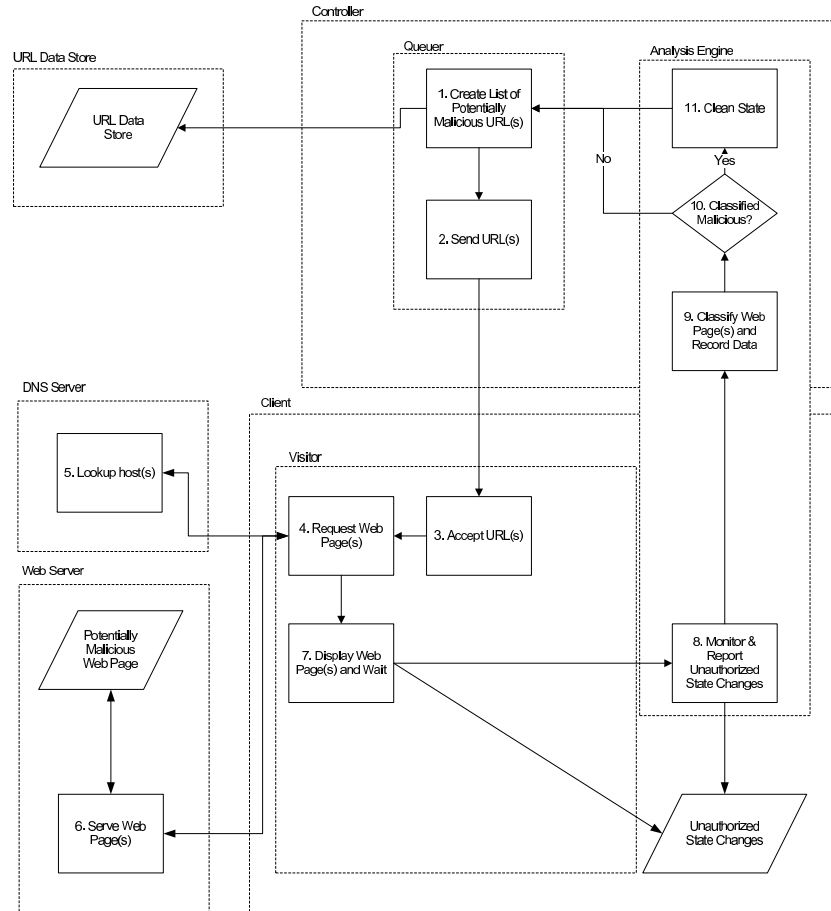 Controller
URL Data Store
Queuer
Analysis Engine
URL Data
Store
1. Create List of
Potentially
Malicious URL(s)
11. Clean State
No
Yes
10. Classified
Malicious?
2. Send URL(s)
9. Classify Web
Page(s) and
Record Data
DNS Server
Client
5. Lookup host(s)
Visitor
4. Request Web
Page(s)
3. Accept URL(s)
Web Server
Potentially
Malicious
Web Page
7. Display Web
Page(s) and Wait
8. Monitor &
Report
Unauthorized
State Changes
6. Serve Web
Page(s)
Unauthorized
State Changes